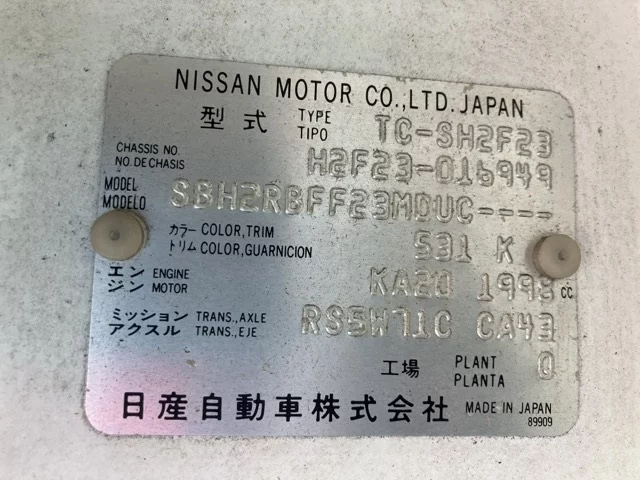 NISSAN MOTOR CO.,LTD. JAPAN
型式 TYPE TIPO TC-SH2F23
CHASSIS NO. NO. DE CHASIS H2F23-016949
MODEL MODELO SBH2RBFF23MDUC----
カラー COLOR,TRIM トリム COLOR,GUARNICION 531 K
エンジン ENGINE MOTOR KA20 1998 CC
ミッション アクスル TRANS.,AXLE TRANS.,EJE RS5W71C CA43
工場 PLANT PLANTA 0
日産自動車株式会社 MADE IN JAPAN
89909